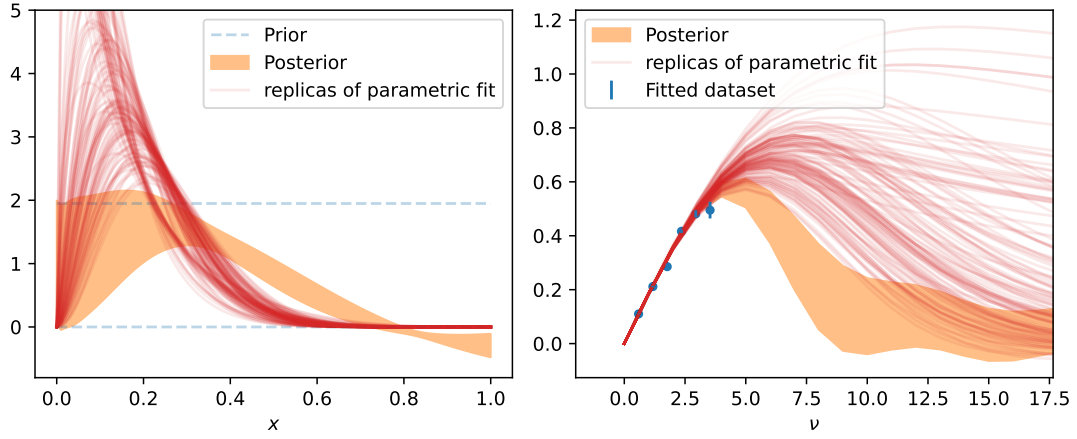 5
4
3
2
1
0
Prior
Posterior
replicas of parametric fit
0.0 0.2 0.4 0.6 0.8 1.0
x
1.2
1.0
0.8
0.6
0.4
0.2
0.0
Posterior
replicas of parametric fit
Fitted dataset
0.0 2.5 5.0 7.5 10.0 12.5 15.0 17.5
ν